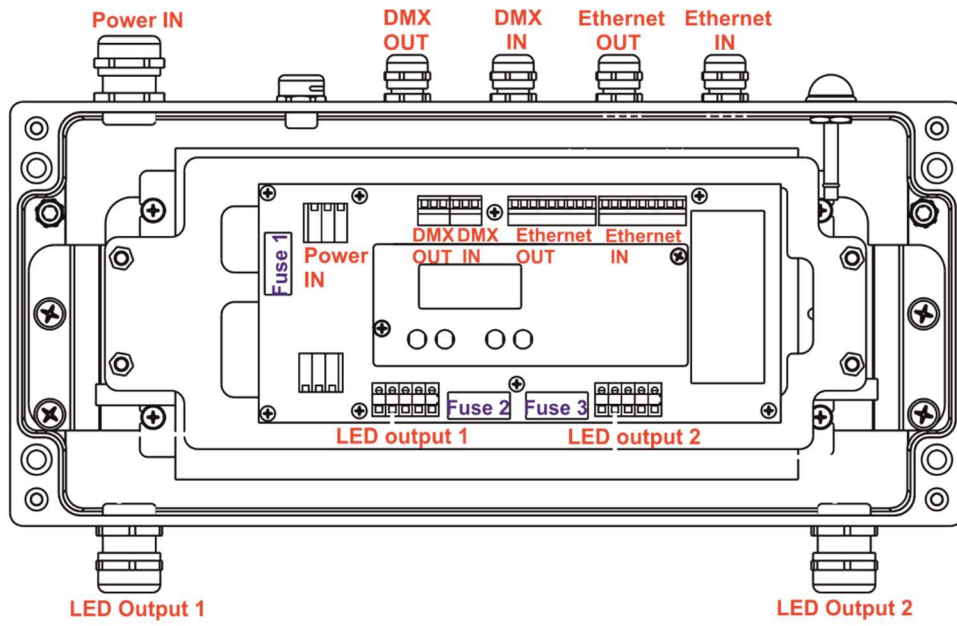 Power IN
DMX
OUT
DMX
IN
Ethernet
OUT
Ethernet
IN
Fuse 1
Power
IN
DMX
OUT
DMX
IN
Ethernet
OUT
Ethernet
IN
Fuse 2
Fuse 3
LED output 1
LED output 2
LED Output 1
LED Output 2